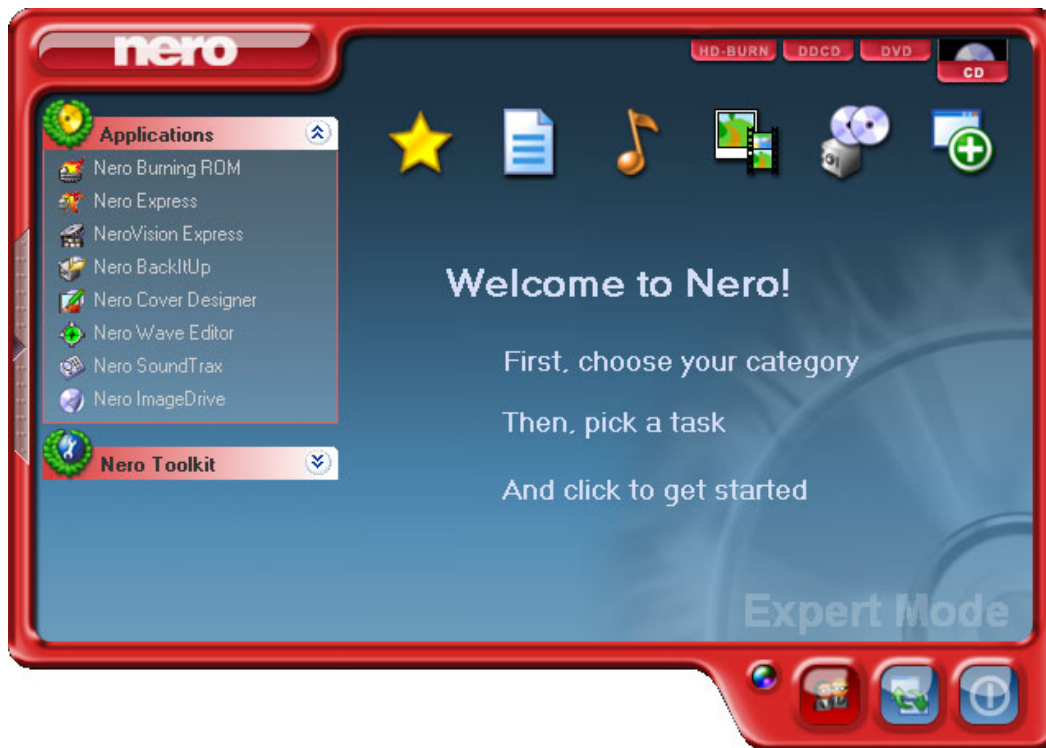 nero
HD-BURN DDCD DVD CD
Applications
Nero Burning ROM
Nero Express
NeroVision Express
Nero BackItUp
Nero Cover Designer
Nero Wave Editor
Nero SoundTrax
Nero ImageDrive
Nero Toolkit
Welcome to Nero!
First, choose your category
Then, pick a task
And click to get started
Expert Mode